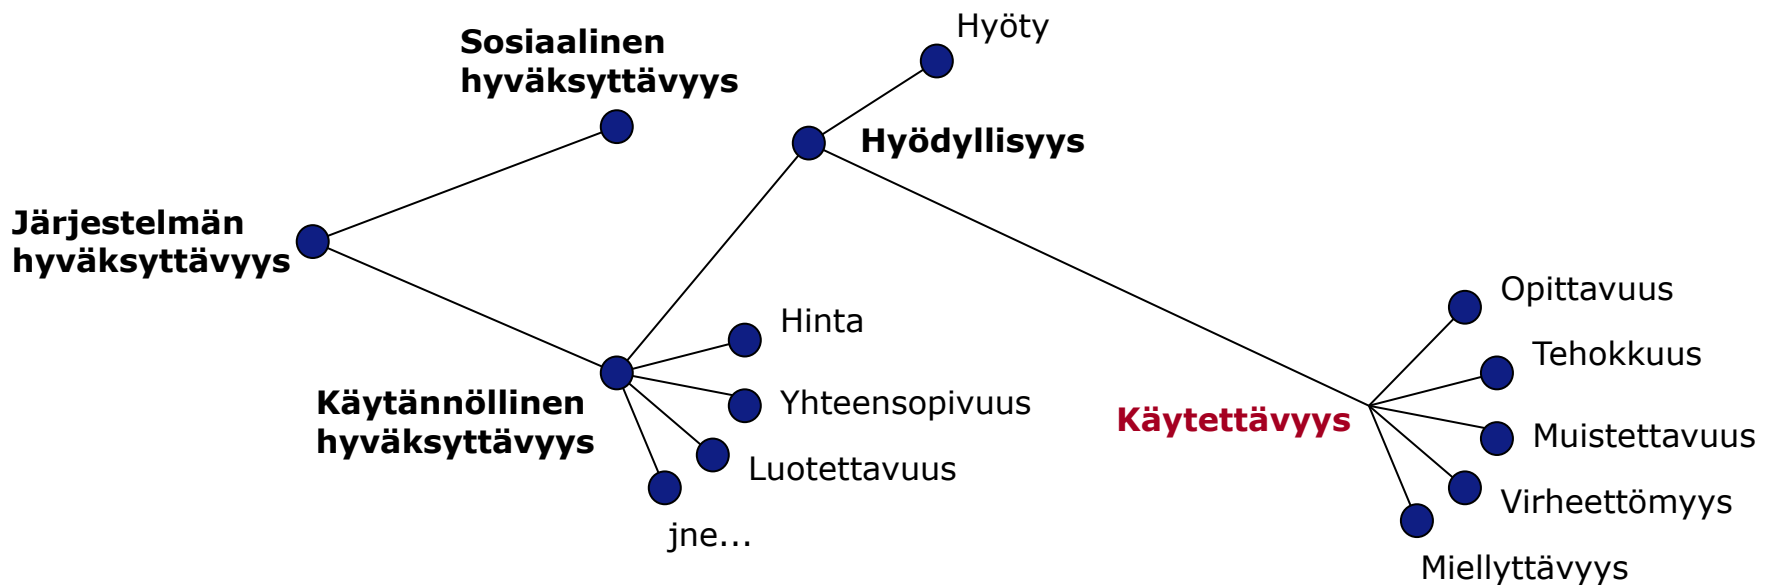 Hyöty
Sosiaalinen
hyväksyttävyys
Hyödyllisyys
Järjestelmän
hyväksyttävyys
Opittavuus
Hinta
Tehokkuus
Käytännöllinen
hyväksyttävyys
Yhteensopivuus
Käytettävyys
Muistettavuus
Luotettavuus
Virheettömyys
jne...
Miellyttävyys